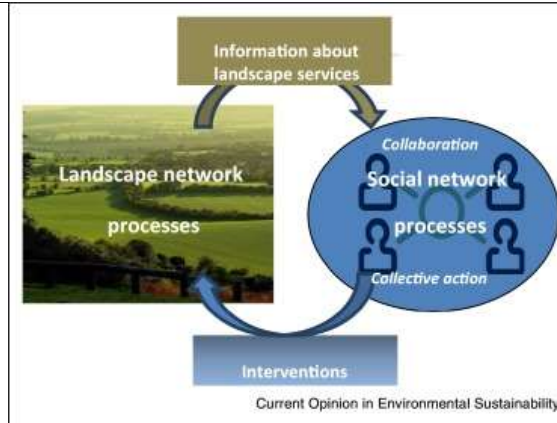 Information about
landscape services
Collaboration
Landscape network
processes
Social network
processes
Collective action
Interventions
Current Opinion in Environmental Sustainability